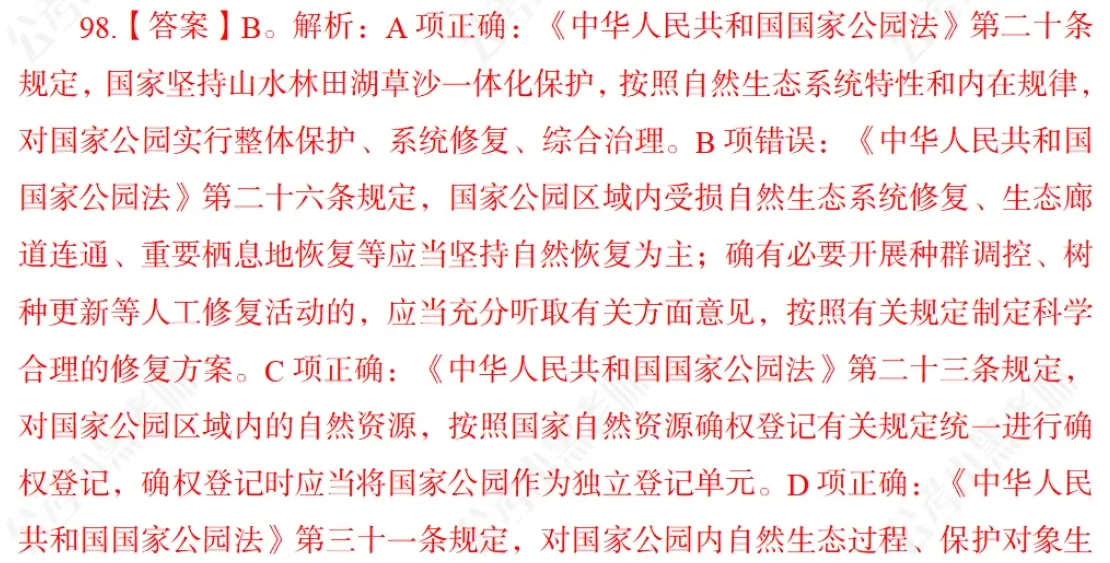 98.【答案】B。解析：A 项正确：《中华人民共和国国家公园法》第二十条
规定，国家坚持山水林田湖草沙一体化保护，按照自然生态系统特性和内在规律，
对国家公园实行整体保护、系统修复、综合治理。B 项错误：《中华人民共和国
国家公园法》第二十六条规定，国家公园区域内受损自然生态系统修复、生态廊
道连通、重要栖息地恢复等应当坚持自然恢复为主；确有必要开展种群调控、树
种更新等人工修复活动的，应当充分听取有关方面意见，按照有关规定制定科学
合理的修复方案。C 项正确：《中华人民共和国国家公园法》第二十三条规定，
对国家公园区域内的自然资源，按照国家自然资源确权登记有关规定统一进行确
权登记，确权登记时应当将国家公园作为独立登记单元。D 项正确：《中华人民
共和国国家公园法》第三十一条规定，对国家公园内自然生态过程、保护对象生